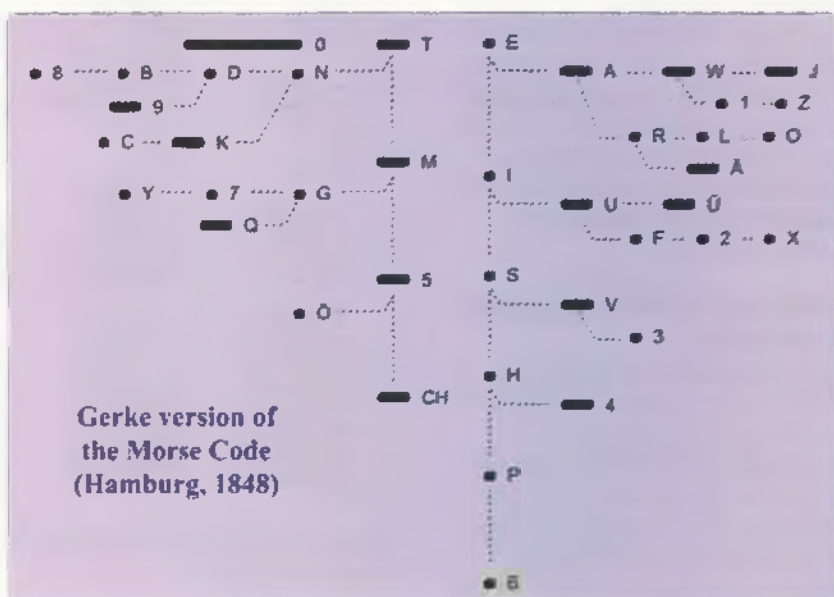 0 T E
8 B D N A W J
9 1 Z
C K R L O
Ä
M I
Y 7 G U Ü
Q F 2 X
5 S
Ö V
3
CH H 4
Gerke version of
the Morse Code
(Hamburg, 1848)
P
6